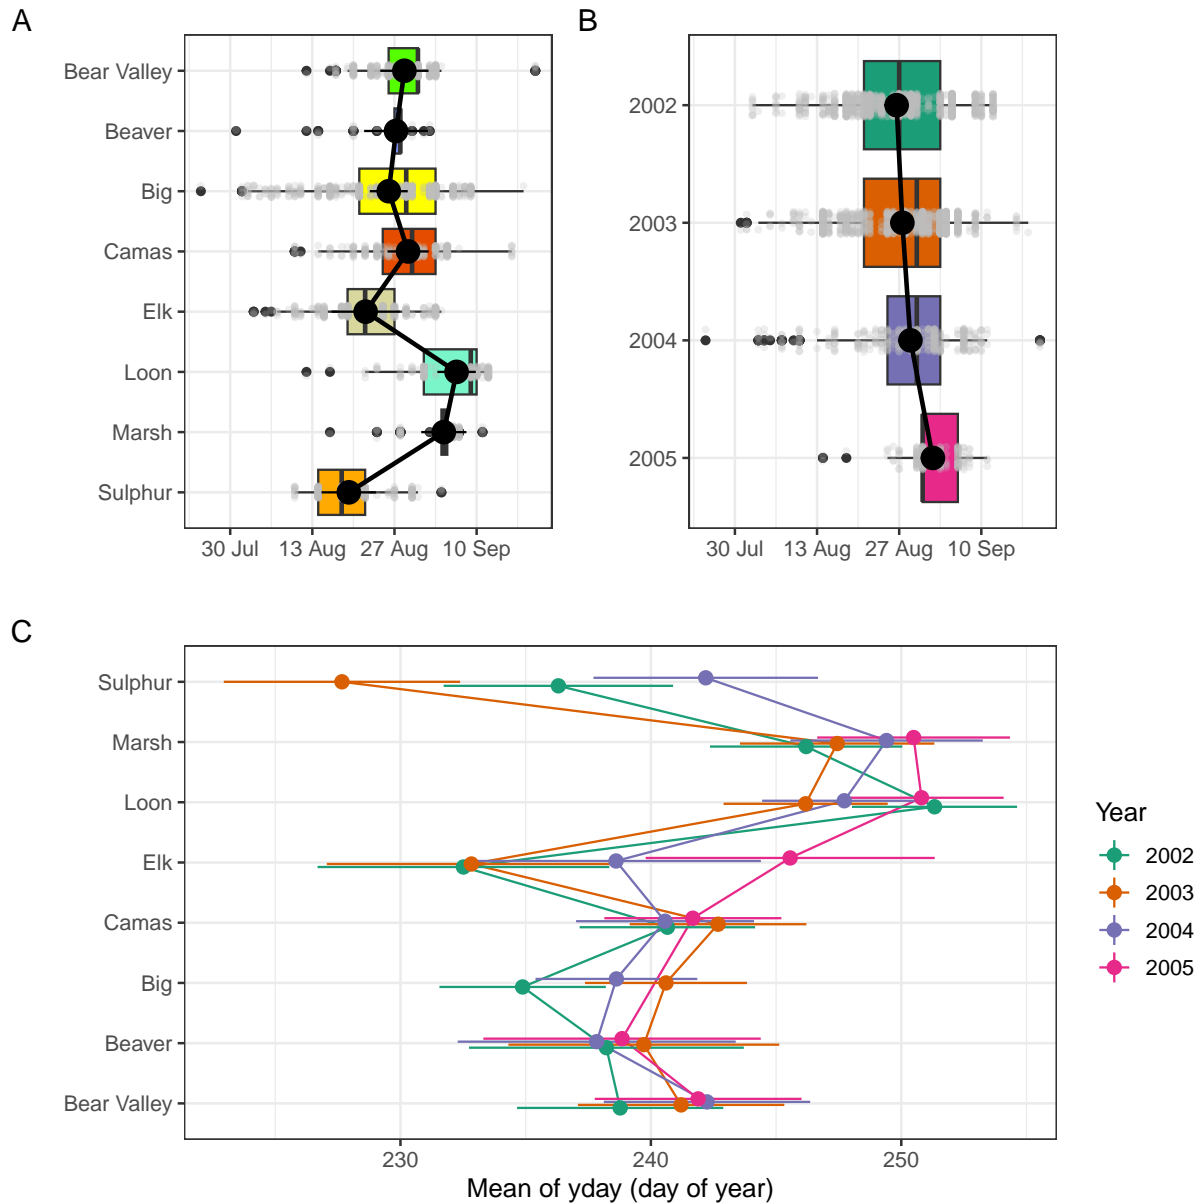 A
B
Bear Valley
Beaver
Big
Camas
Elk
Loon
Marsh
Sulphur
30 Jul 13 Aug 27 Aug 10 Sep
2002
2003
2004
2005
30 Jul 13 Aug 27 Aug 10 Sep
C
Sulphur
Marsh
Loon
Elk
Camas
Big
Beaver
Bear Valley
230 240 250
Mean of yday (day of year)
Year
2002
2003
2004
2005